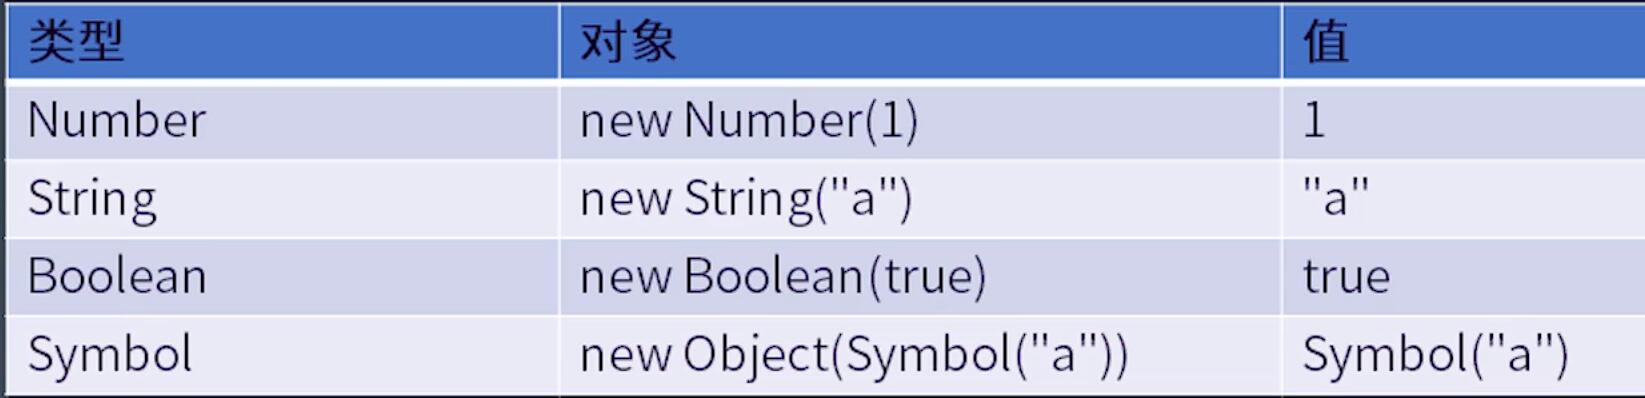 类型 对象 值
Number new Number(1) 1
String new String("a") "a"
Boolean new Boolean(true) true
Symbol new Object(Symbol("a")) Symbol("a")